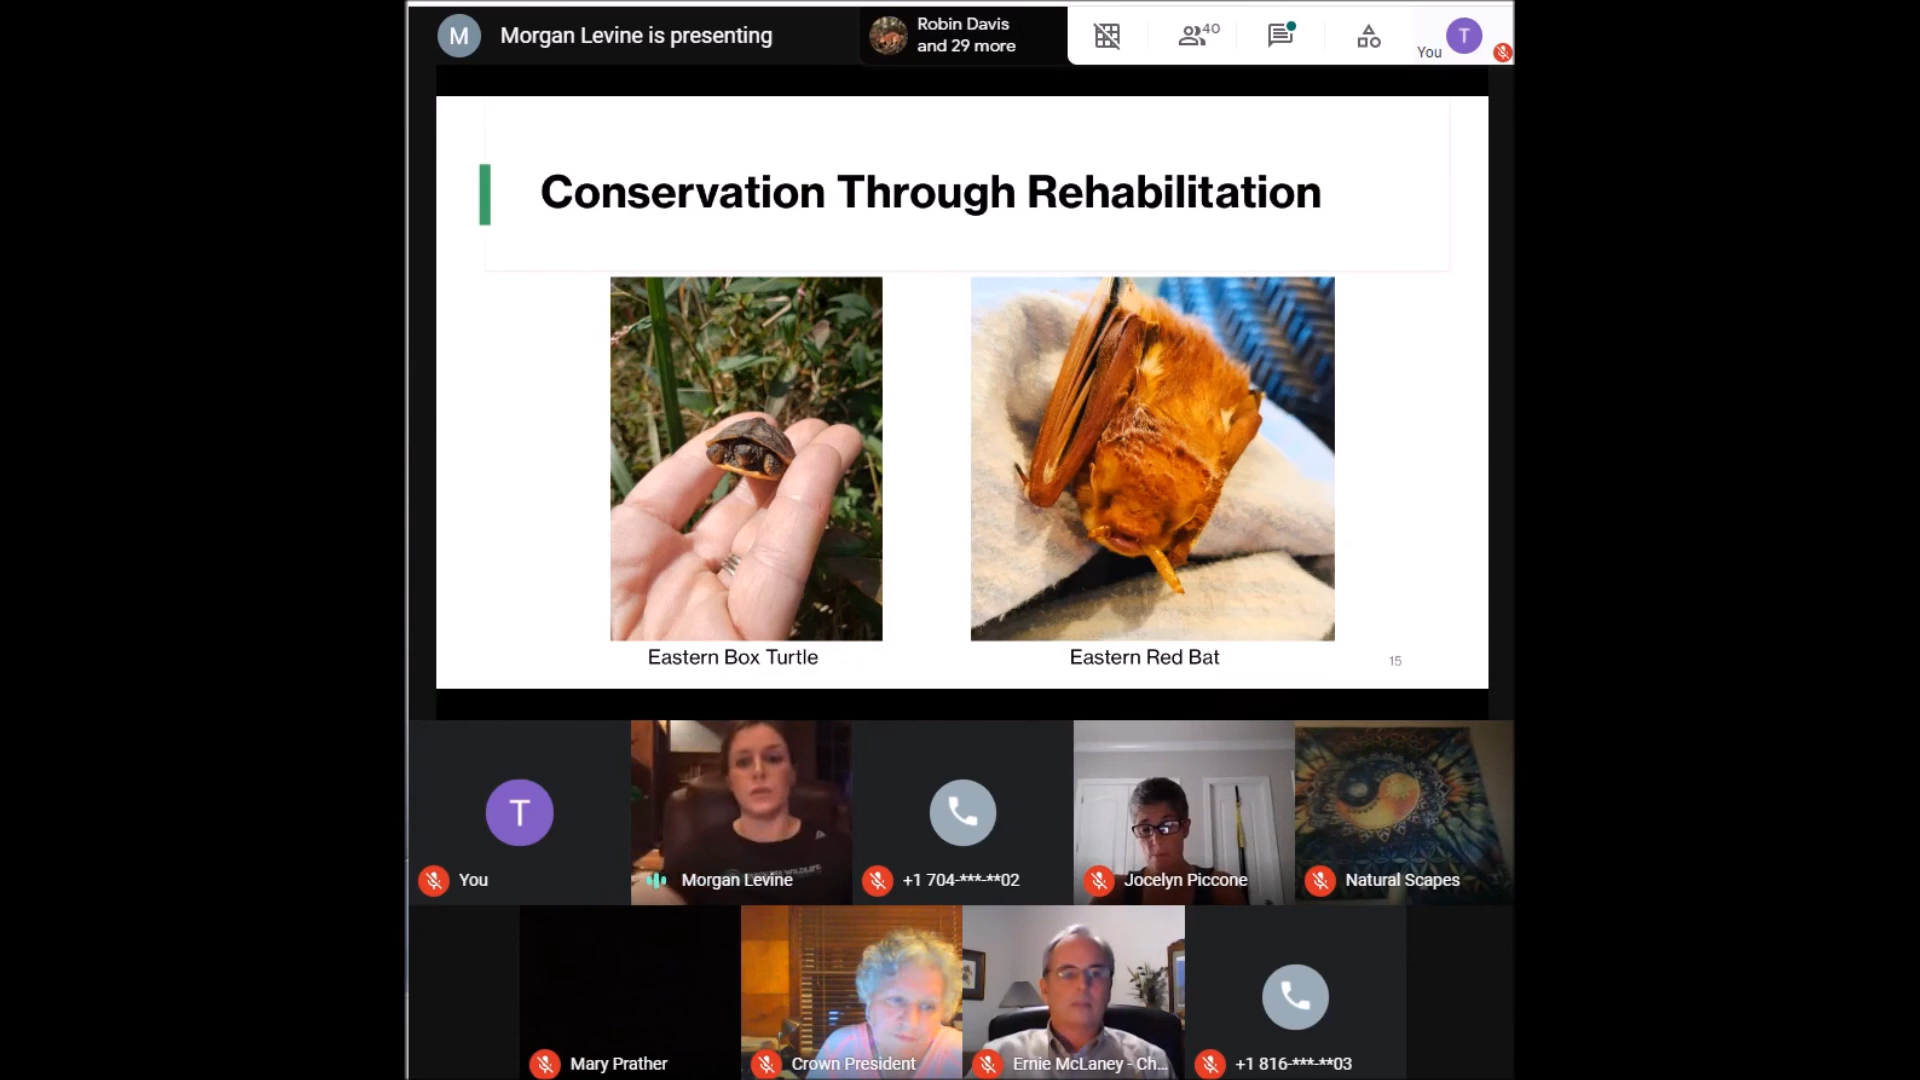 M
Morgan Levine is presenting
Robin Davis
and 29 more
40
You
T
Conservation Through Rehabilitation
Eastern Box Turtle
Eastern Red Bat
15
T
You
Morgan Levine
+1 704-***-**02
Jocelyn Piccone
Natural Scapes
Mary Prather
Crown President
Ernie McLaney - Ch...
+1 816-***-**03